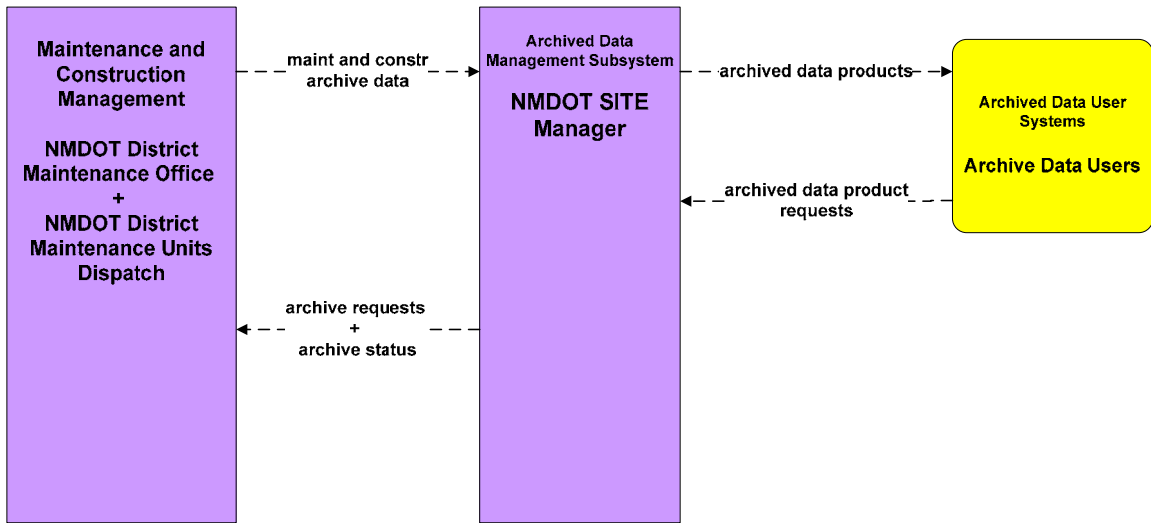 Maintenance and
Construction
Management
NMDOT District
Maintenance Office
+
NMDOT District
Maintenance Units
Dispatch
maint and constr
archive data
archive requests
+
archive status
Archived Data
Management Subsystem
NMDOT SITE
Manager
archived data products
archived data product
requests
Archived Data User
Systems
Archive Data Users